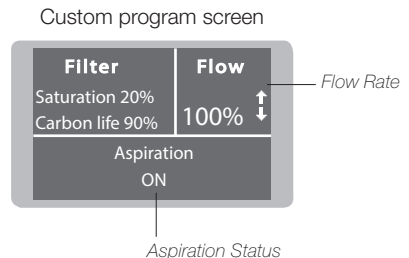 Custom program screen
Filter
Saturation 20%
Carbon life 90%
Flow
100%
Flow Rate
Aspiration
ON
Aspiration Status